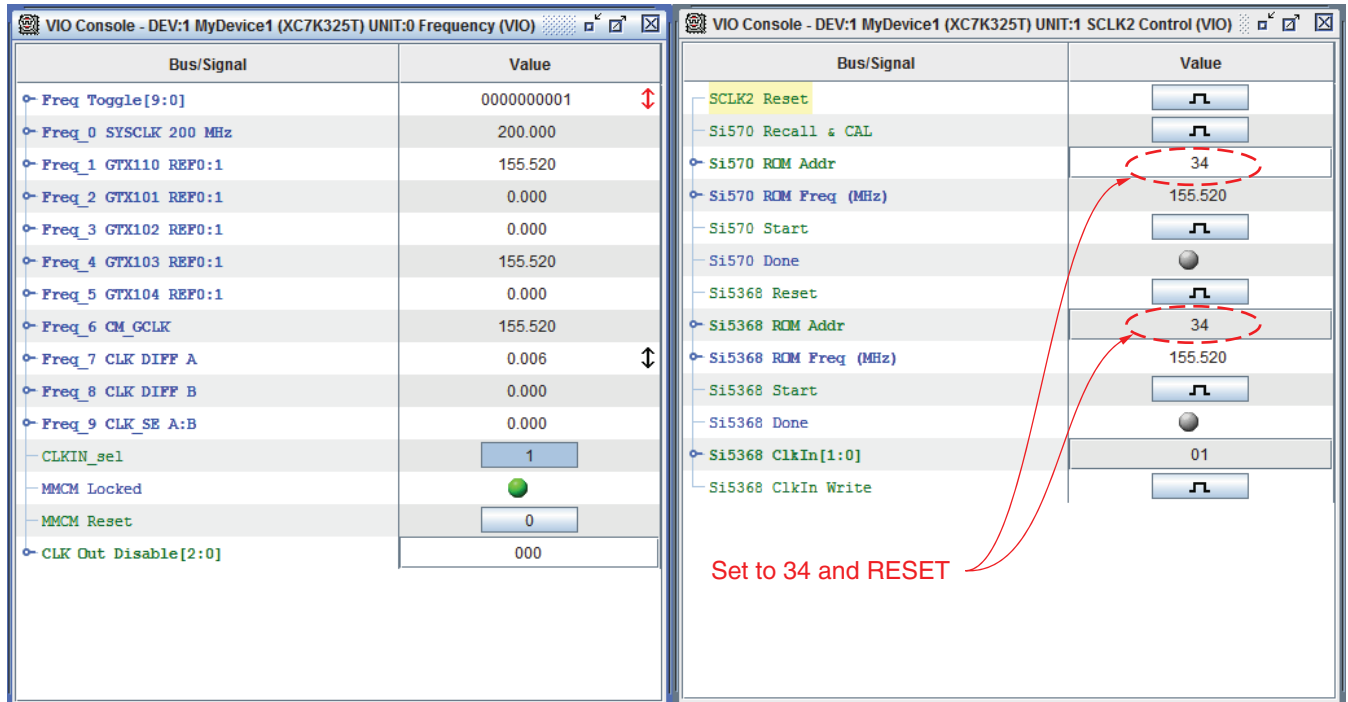 VIO Console - DEV:1 MyDevice1 (XC7K325T) UNIT:0 Frequency (VIO)
Bus/Signal Value
Freq Toggle[9:0] 0000000001
Freq_0 SYSCLK 200 MHz 200.000
Freq_1 GTX110 REF0:1 155.520
Freq_2 GTX101 REF0:1 0.000
Freq_3 GTX102 REF0:1 0.000
Freq_4 GTX103 REF0:1 155.520
Freq_5 GTX104 REF0:1 0.000
Freq_6 CM_GCLK 155.520
Freq_7 CLK DIFF A 0.006
Freq_8 CLK DIFF B 0.000
Freq_9 CLK_SE A:B 0.000
CLKIN_sel 1
MMCM Locked
MMCM Reset 0
CLK Out Disable[2:0] 000
VIO Console - DEV:1 MyDevice1 (XC7K325T) UNIT:1 SCLK2 Control (VIO)
Bus/Signal Value
SCLK2 Reset
Si570 Recall & CAL
Si570 ROM Addr 34
Si570 ROM Freq (MHz) 155.520
Si570 Start
Si570 Done
Si5368 Reset
Si5368 ROM Addr 34
Si5368 ROM Freq (MHz) 155.520
Si5368 Start
Si5368 Done
Si5368 ClkIn[1:0] 01
Si5368 ClkIn Write
Set to 34 and RESET